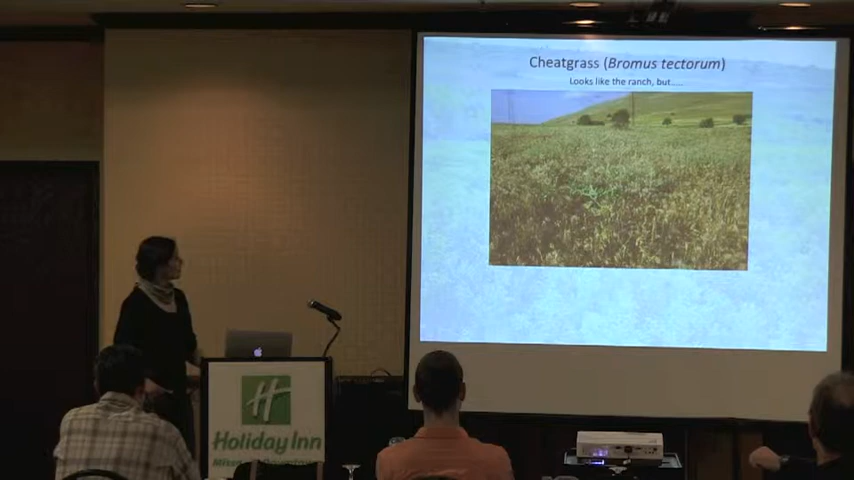 Cheatgrass (Bromus tectorum)
Looks like the ranch, but.....
H
Holiday Inn